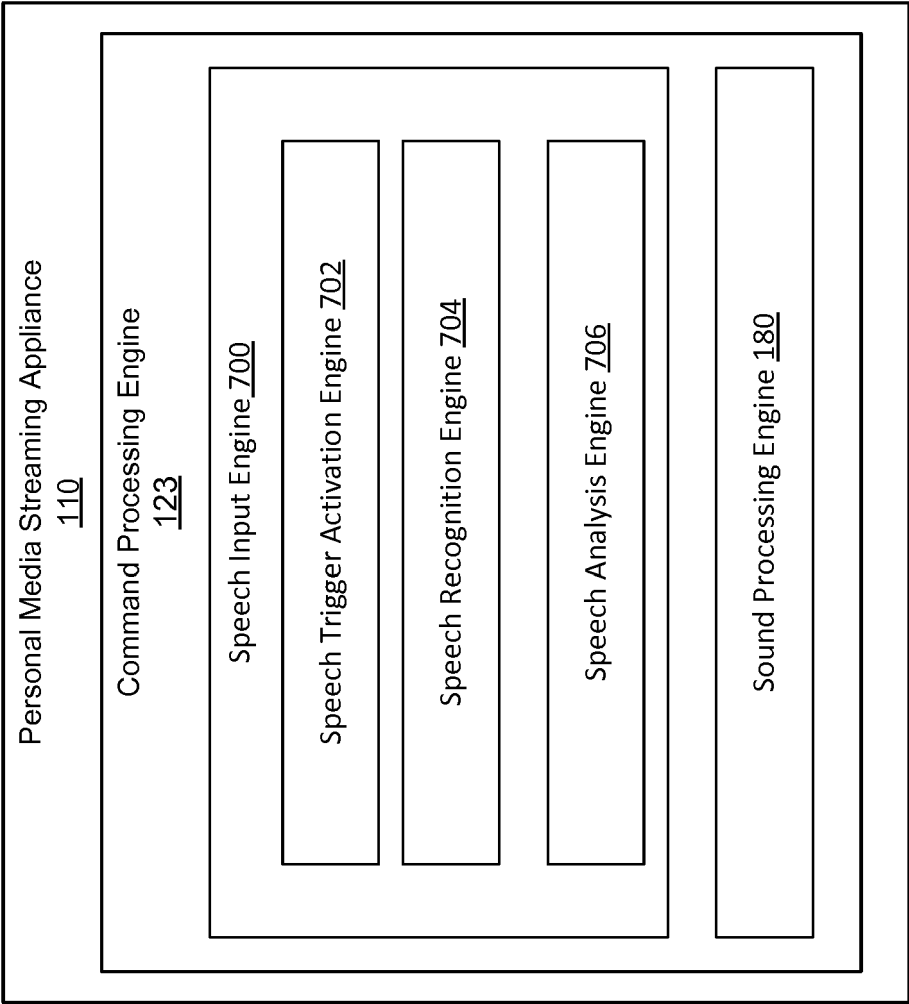 Personal Media Streaming Appliance
110
Command Processing Engine
123
Speech Input Engine 700
Speech Trigger Activation Engine 702
Speech Recognition Engine 704
Speech Analysis Engine 706
Sound Processing Engine 180